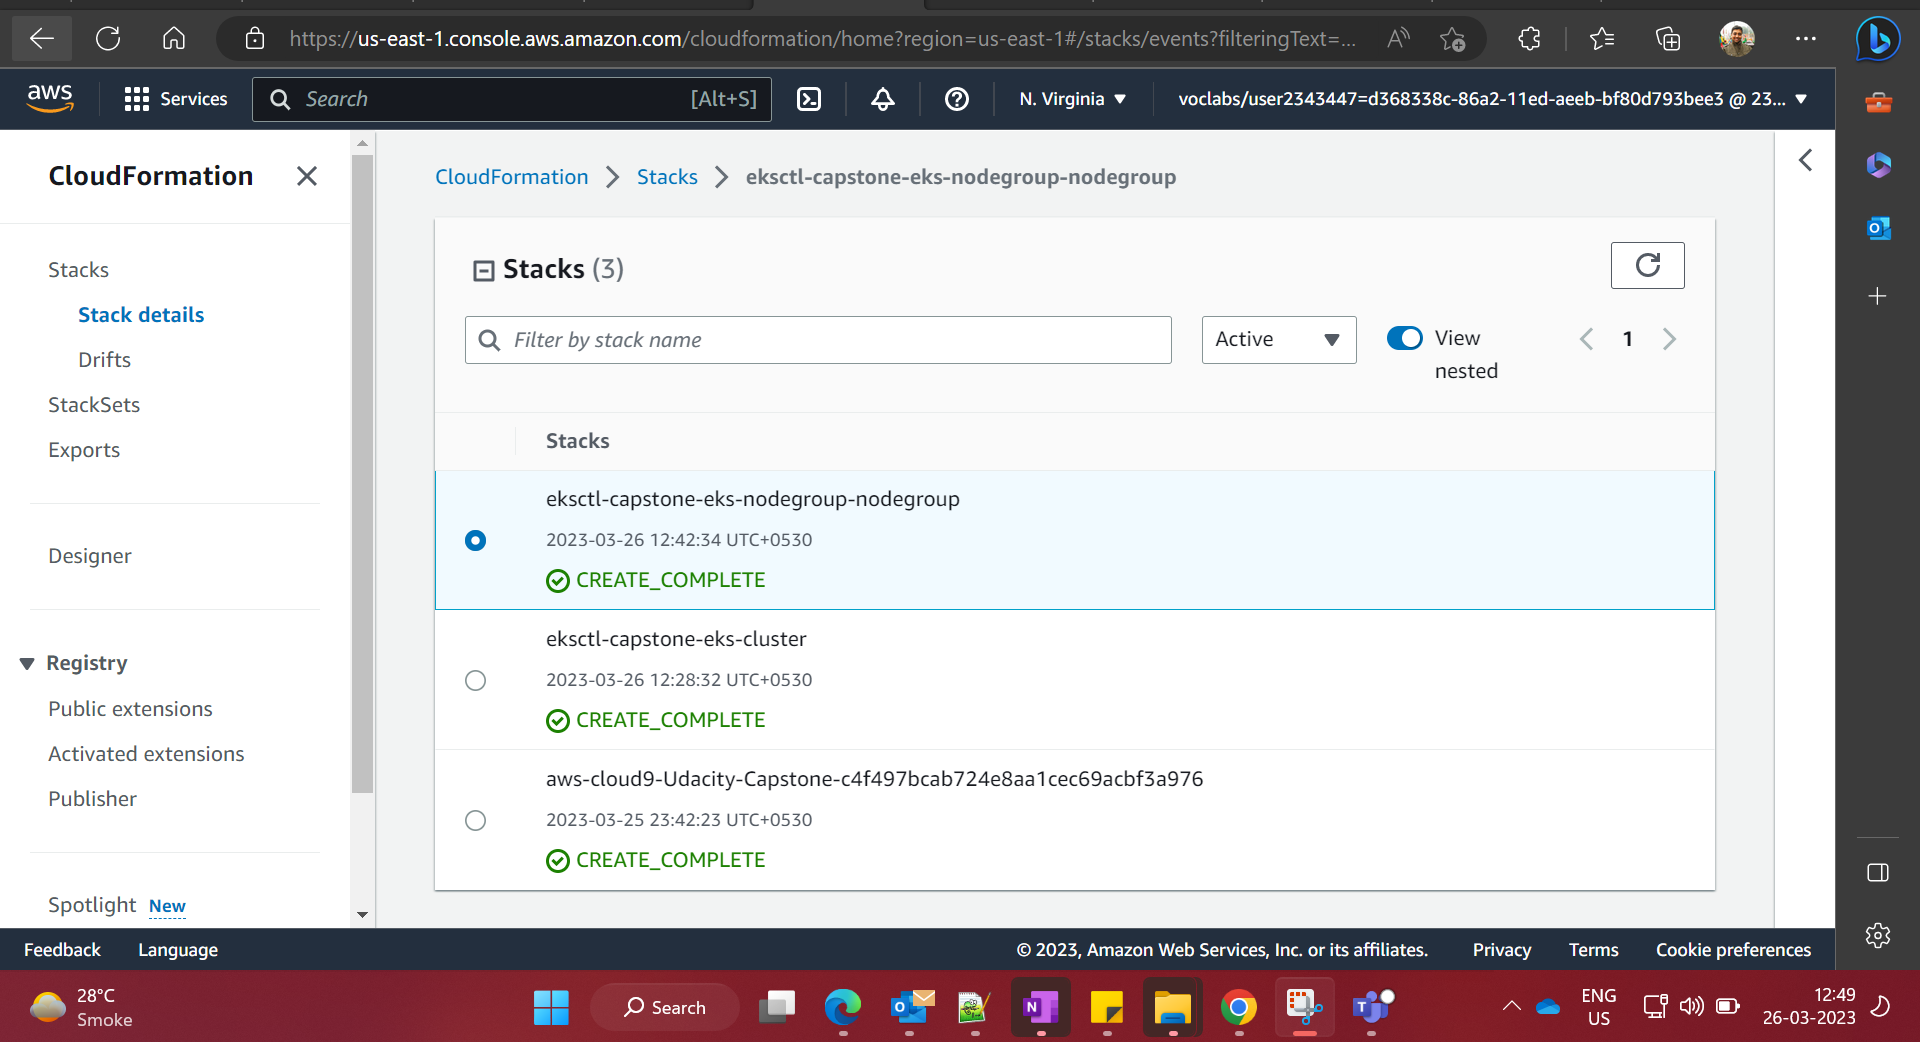 https://us-east-1.console.aws.amazon.com/cloudformation/home?region=us-east-1#/stacks/events?filteringText=...
aws
Services
Search
[Alt+S]
N. Virginia
voclabs/user2343447=d368338c-86a2-11ed-aeeb-bf80d793bee3 @ 23...
CloudFormation
Stacks
Stack details
Drifts
StackSets
Exports
Designer
Registry
Public extensions
Activated extensions
Publisher
Spotlight New
CloudFormation
Stacks
eksctl-capstone-eks-nodegroup-nodegroup
Stacks (3)
Filter by stack name
Active
View
nested
1
Stacks
eksctl-capstone-eks-nodegroup-nodegroup
2023-03-26 12:42:34 UTC+0530
CREATE_COMPLETE
eksctl-capstone-eks-cluster
2023-03-26 12:28:32 UTC+0530
CREATE_COMPLETE
aws-cloud9-Udacity-Capstone-c4f497bcab724e8aa1cec69acbf3a976
2023-03-25 23:42:23 UTC+0530
CREATE_COMPLETE
Feedback
Language
© 2023, Amazon Web Services, Inc. or its affiliates.
Privacy
Terms
Cookie preferences
28°C
Smoke
Search
ENG
US
12:49
26-03-2023